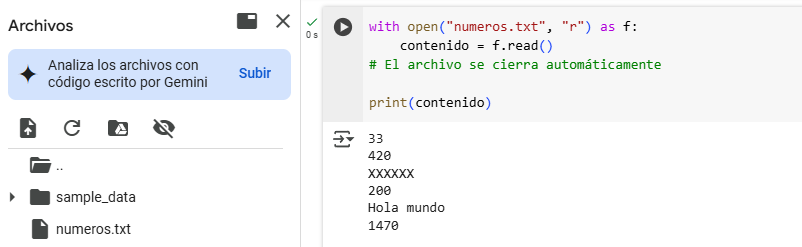 Archivos
Analiza los archivos con
código escrito por Gemini
Subir
..
sample_data
numeros.txt
0 s
with open("numeros.txt", "r") as f:
    contenido = f.read()
# El archivo se cierra automáticamente

print(contenido)
33
420
XXXXXX
200
Hola mundo
1470